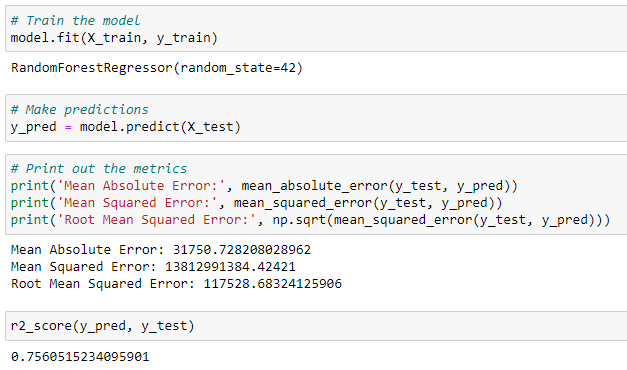 # Train the model
model.fit(X_train, y_train)
RandomForestRegressor(random_state=42)
# Make predictions
y_pred = model.predict(X_test)
# Print out the metrics
print('Mean Absolute Error:', mean_absolute_error(y_test, y_pred))
print('Mean Squared Error:', mean_squared_error(y_test, y_pred))
print('Root Mean Squared Error:', np.sqrt(mean_squared_error(y_test, y_pred)))
Mean Absolute Error: 31750.728208028962
Mean Squared Error: 13812991384.42421
Root Mean Squared Error: 117528.68324125906
r2_score(y_pred, y_test)
0.7560515234095901